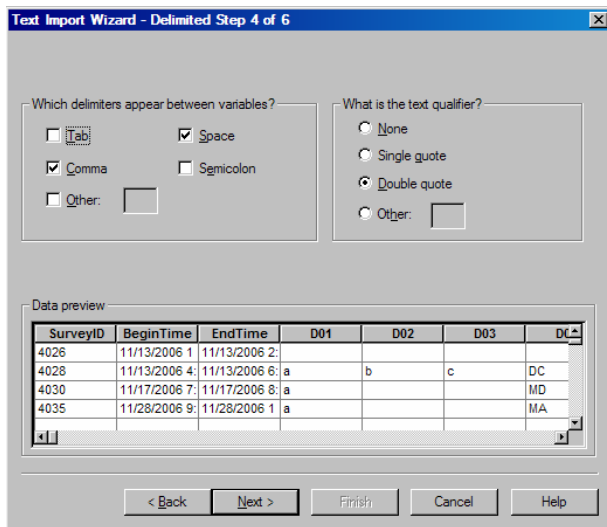 Text Import Wizard - Delimited Step 4 of 6
Which delimiters appear between variables?
Tab
Space
Comma
Semicolon
Other:
What is the text qualifier?
None
Single quote
Double quote
Other:
Data preview
SurveyID BeginTime EndTime D01 D02 D03
4026 11/13/2006 1 11/13/2006 2:
4028 11/13/2006 4: 11/13/2006 6: a b c DC
4030 11/17/2006 7: 11/17/2006 8: a MD
4035 11/28/2006 9: 11/28/2006 1 a MA
< Back Next > Finish Cancel Help